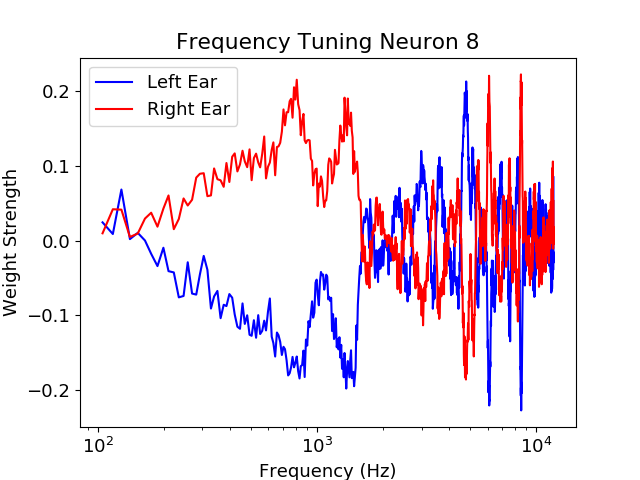 Frequency Tuning Neuron 8
Left Ear
Right Ear
Weight Strength
0.2
0.1
0.0
−0.1
−0.2
10²
10³
10⁴
Frequency (Hz)